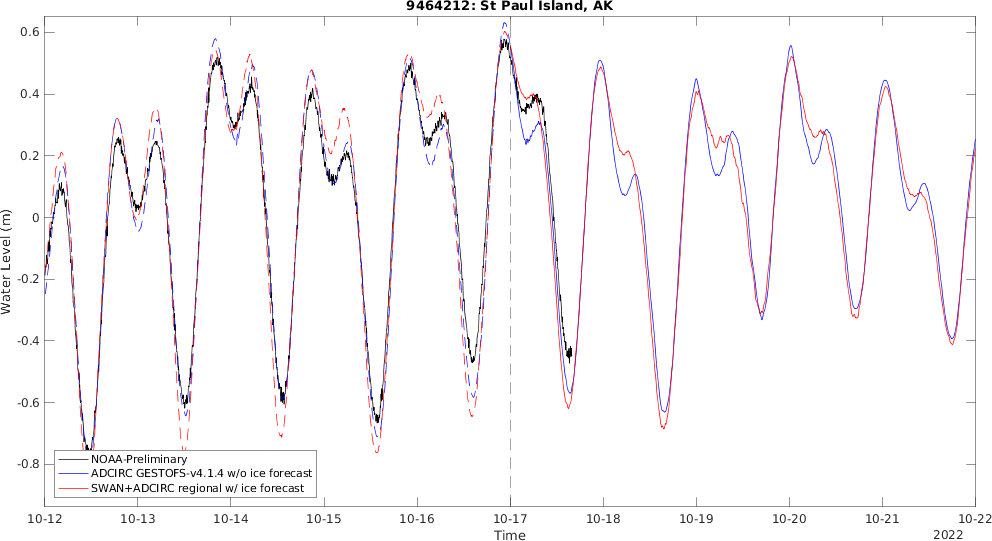 9464212: St Paul Island, AK
0.6
0.4
0.2
0
-0.2
-0.4
-0.6
-0.8
Water Level (m)
NOAA-Preliminary
ADCIRC GESTOFS-v4.1.4 w/o ice forecast
SWAN+ADCIRC regional w/ ice forecast
10-12 10-13 10-14 10-15 10-16 10-17 10-18 10-19 10-20 10-21 10-22
Time
2022